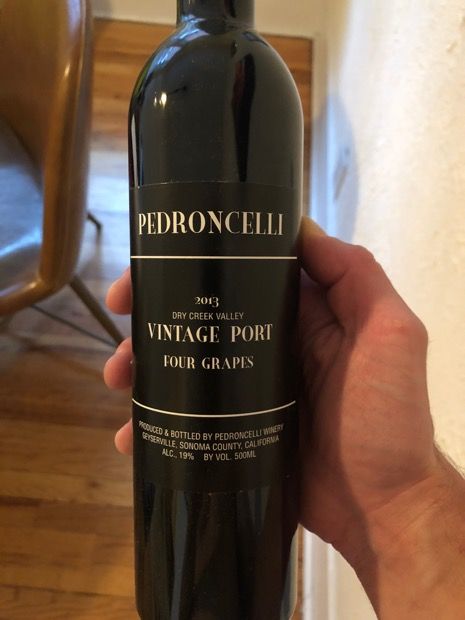 PEDRONCELLI
2013
DRY CREEK VALLEY
VINTAGE PORT
FOUR GRAPES
PRODUCED & BOTTLED BY PEDRONCELLI WINERY
GEYSERVILLE, SONOMA COUNTY, CALIFORNIA
ALC., 19% BY VOL. 500ML